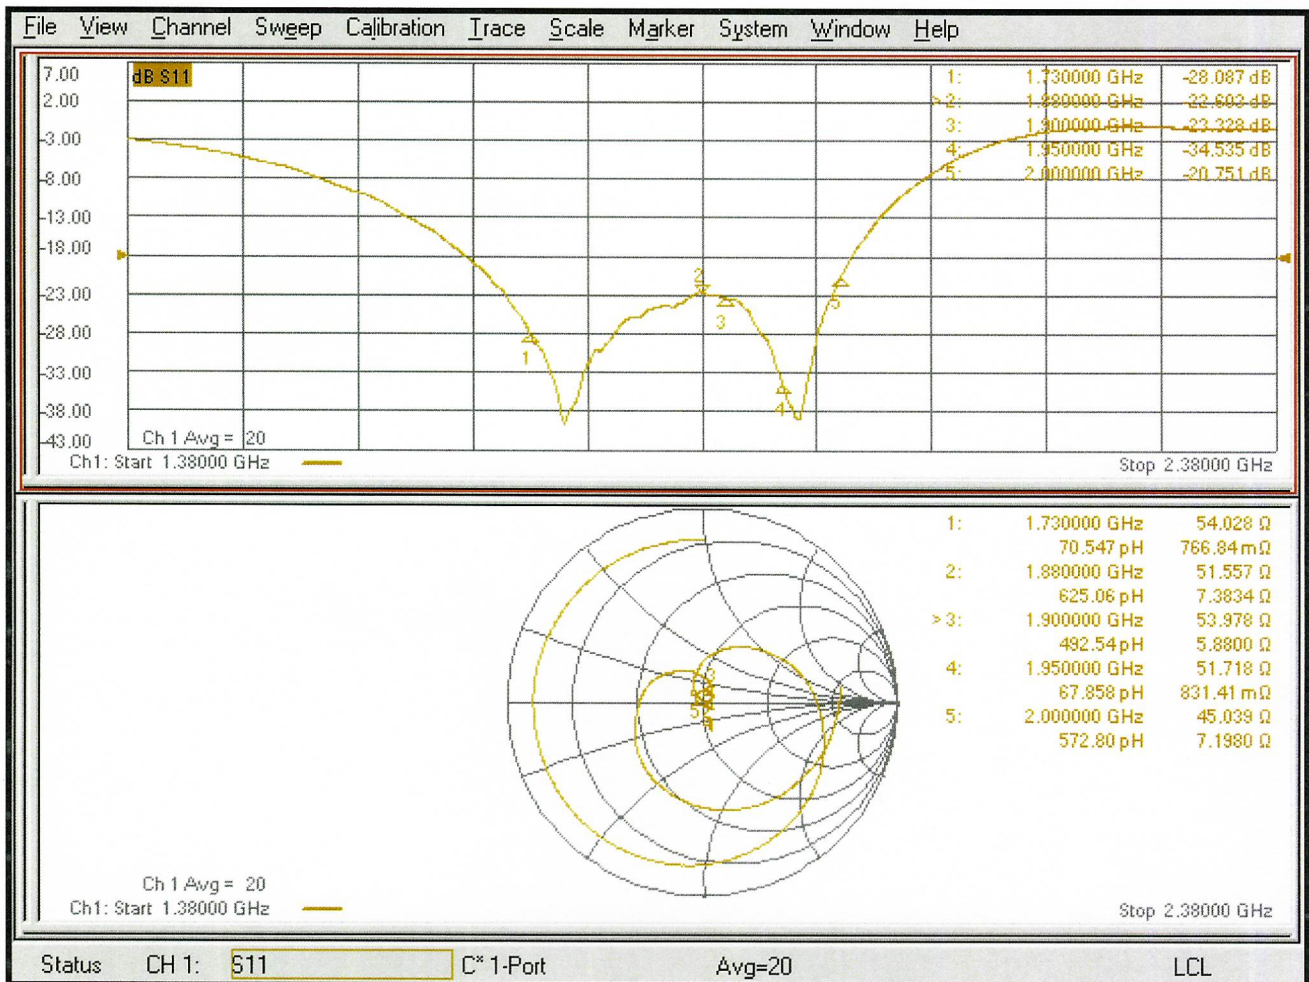 File View Channel Sweep Calibration Trace Scale Marker System Window Help
7.00
dB S11
2.00
-3.00
-8.00
-13.00
-18.00
-23.00
-28.00
-33.00
-38.00
-43.00
1: 1.730000 GHz -28.087 dB
> 2: 1.880000 GHz -22.603 dB
3: 1.900000 GHz -23.328 dB
4: 1.950000 GHz -34.535 dB
5: 2.000000 GHz -20.751 dB
1
2
3
4
5
Ch 1 Avg = 20
Ch1: Start 1.38000 GHz
Stop 2.38000 GHz
1: 1.730000 GHz 54.028 Ω
70.547 pH 766.84 mΩ
2: 1.880000 GHz 51.557 Ω
625.06 pH 7.3834 Ω
> 3: 1.900000 GHz 53.978 Ω
492.54 pH 5.8800 Ω
4: 1.950000 GHz 51.718 Ω
67.858 pH 831.41 mΩ
5: 2.000000 GHz 45.039 Ω
572.80 pH 7.1980 Ω
Ch 1 Avg = 20
Ch1: Start 1.38000 GHz
Stop 2.38000 GHz
Status CH 1: S11 C* 1-Port Avg=20 LCL